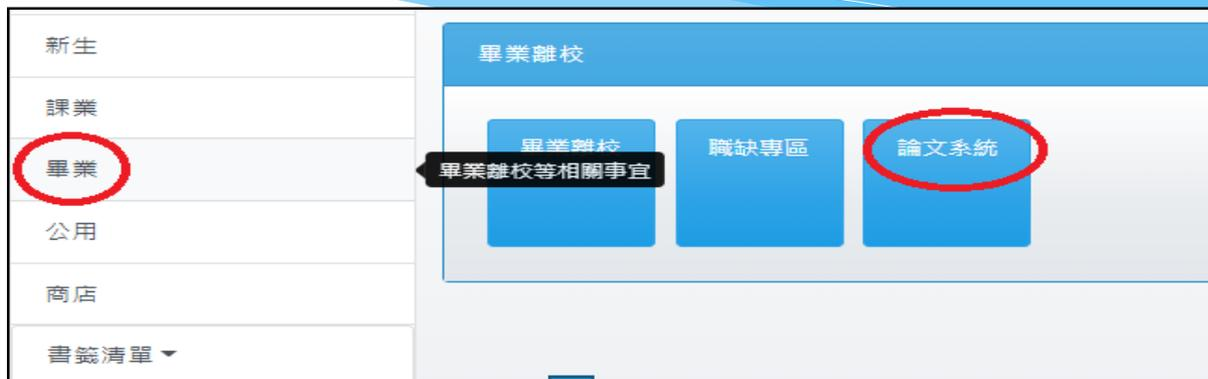 新生
課業
畢業
公用
商店
書籤清單
畢業離校
畢業離校
職缺專區
論文系統
畢業離校等相關事宜